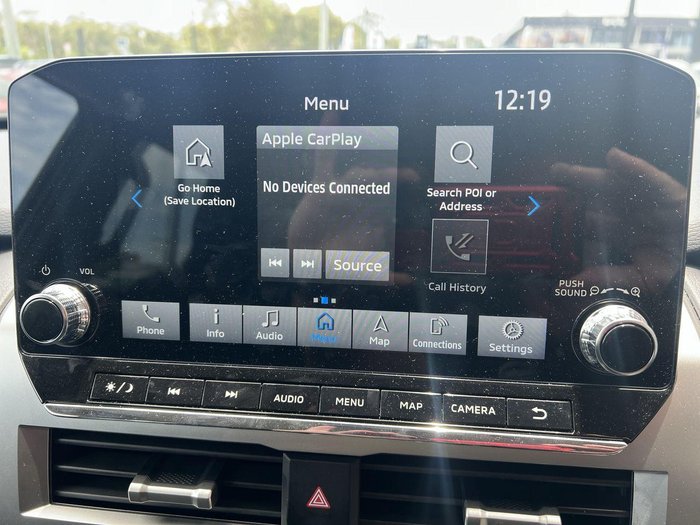 Menu
12:19
Apple CarPlay
Go Home
(Save Location)
No Devices Connected
Search POI or
Address
Source
Call History
VOL
PUSH
SOUND
Phone
Info
Audio
Menu
Map
Connections
Settings
AUDIO
MENU
MAP
CAMERA